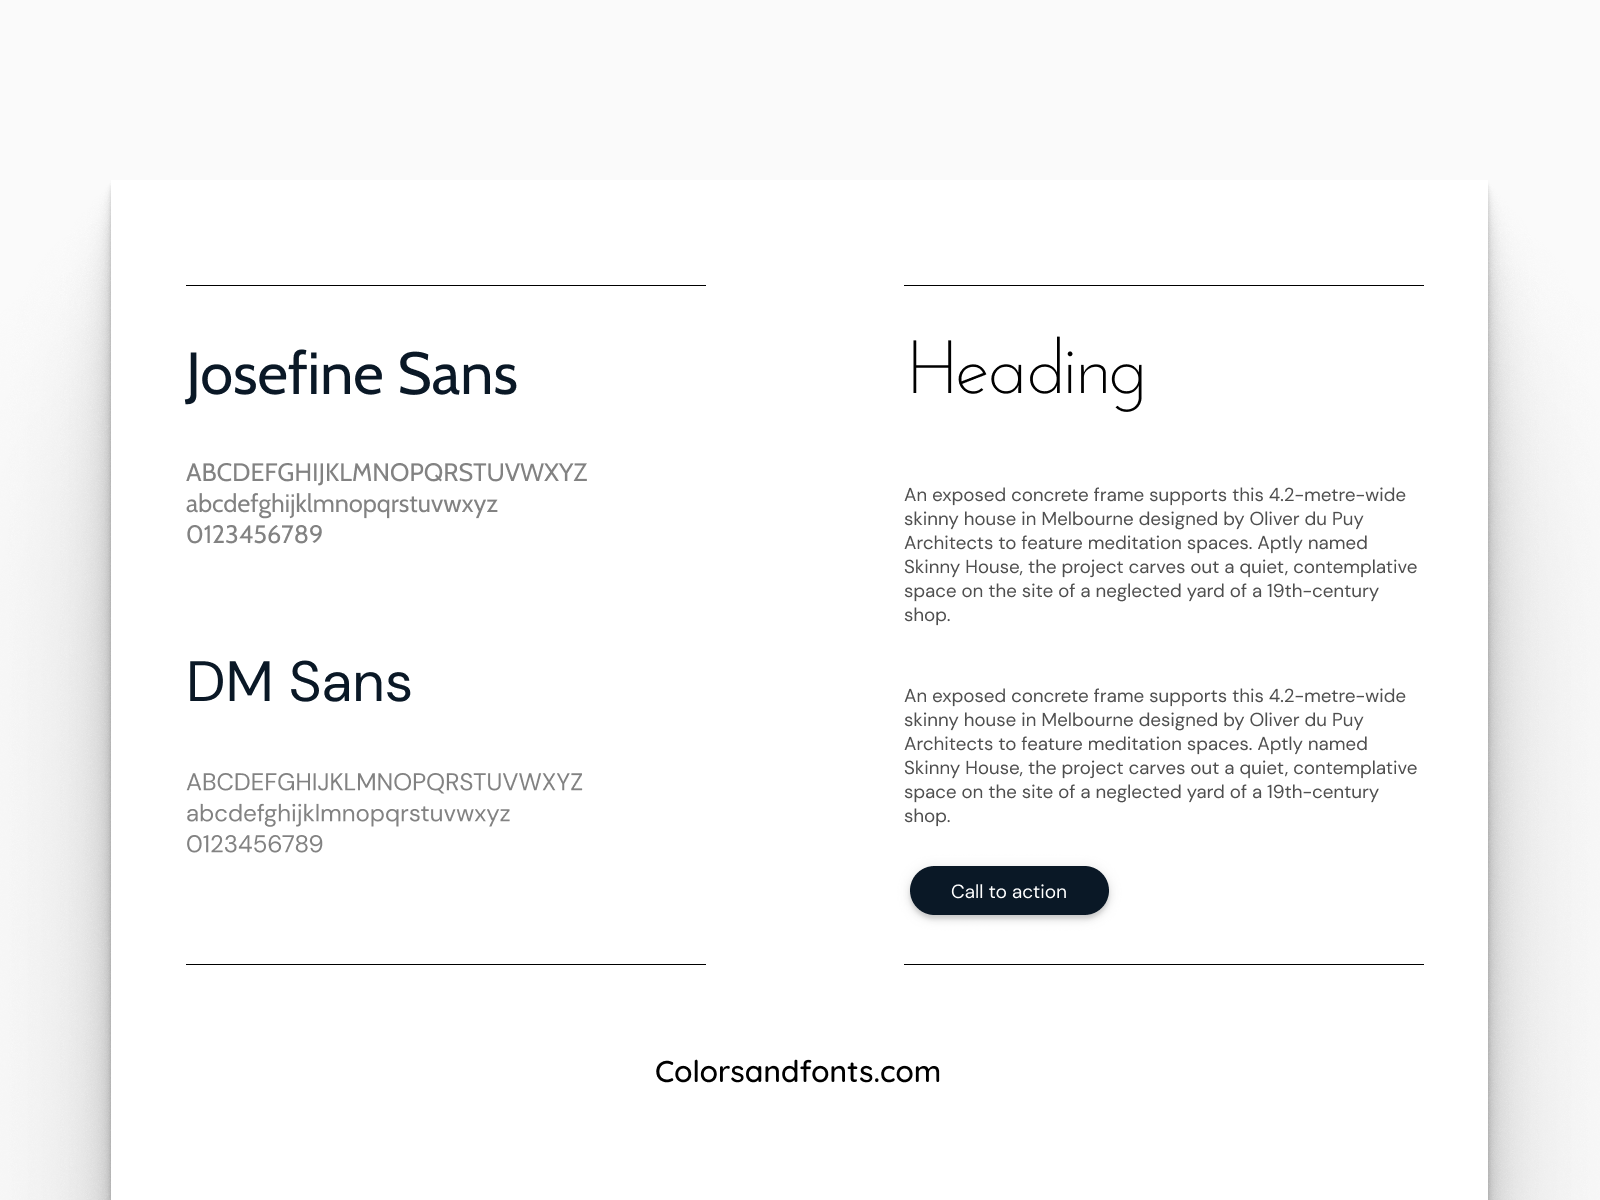 Josefine Sans
ABCDEFGHIJKLMNOPQRSTUVWXYZ
abcdefghijklmnopqrstuvwxyz
0123456789
DM Sans
ABCDEFGHIJKLMNOPQRSTUVWXYZ
abcdefghijklmnopqrstuvwxyz
0123456789
Heading
An exposed concrete frame supports this 4.2-metre-wide
skinny house in Melbourne designed by Oliver du Puy
Architects to feature meditation spaces. Aptly named
Skinny House, the project carves out a quiet, contemplative
space on the site of a neglected yard of a 19th-century
shop.
An exposed concrete frame supports this 4.2-metre-wide
skinny house in Melbourne designed by Oliver du Puy
Architects to feature meditation spaces. Aptly named
Skinny House, the project carves out a quiet, contemplative
space on the site of a neglected yard of a 19th-century
shop.
Call to action
Colorsandfonts.com